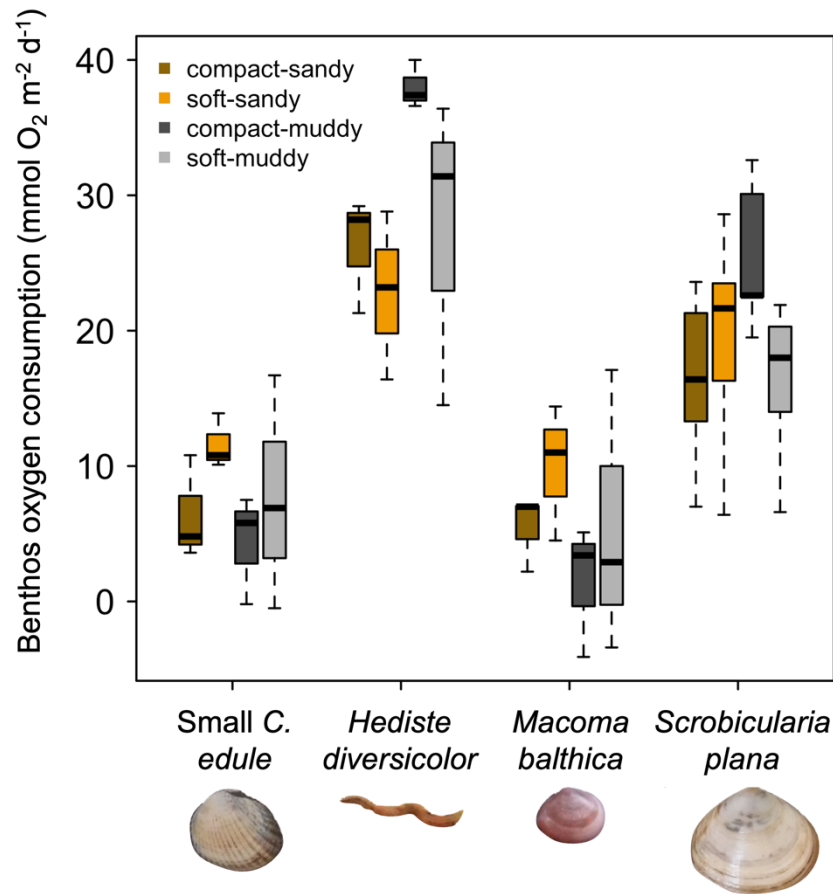 Benthos oxygen consumption (mmol O₂ m⁻² d⁻¹)
40
30
20
10
0
compact-sandy
soft-sandy
compact-muddy
soft-muddy
Small C.
edule
Hediste
diversicolor
Macoma
balthica
Scrobicularia
plana